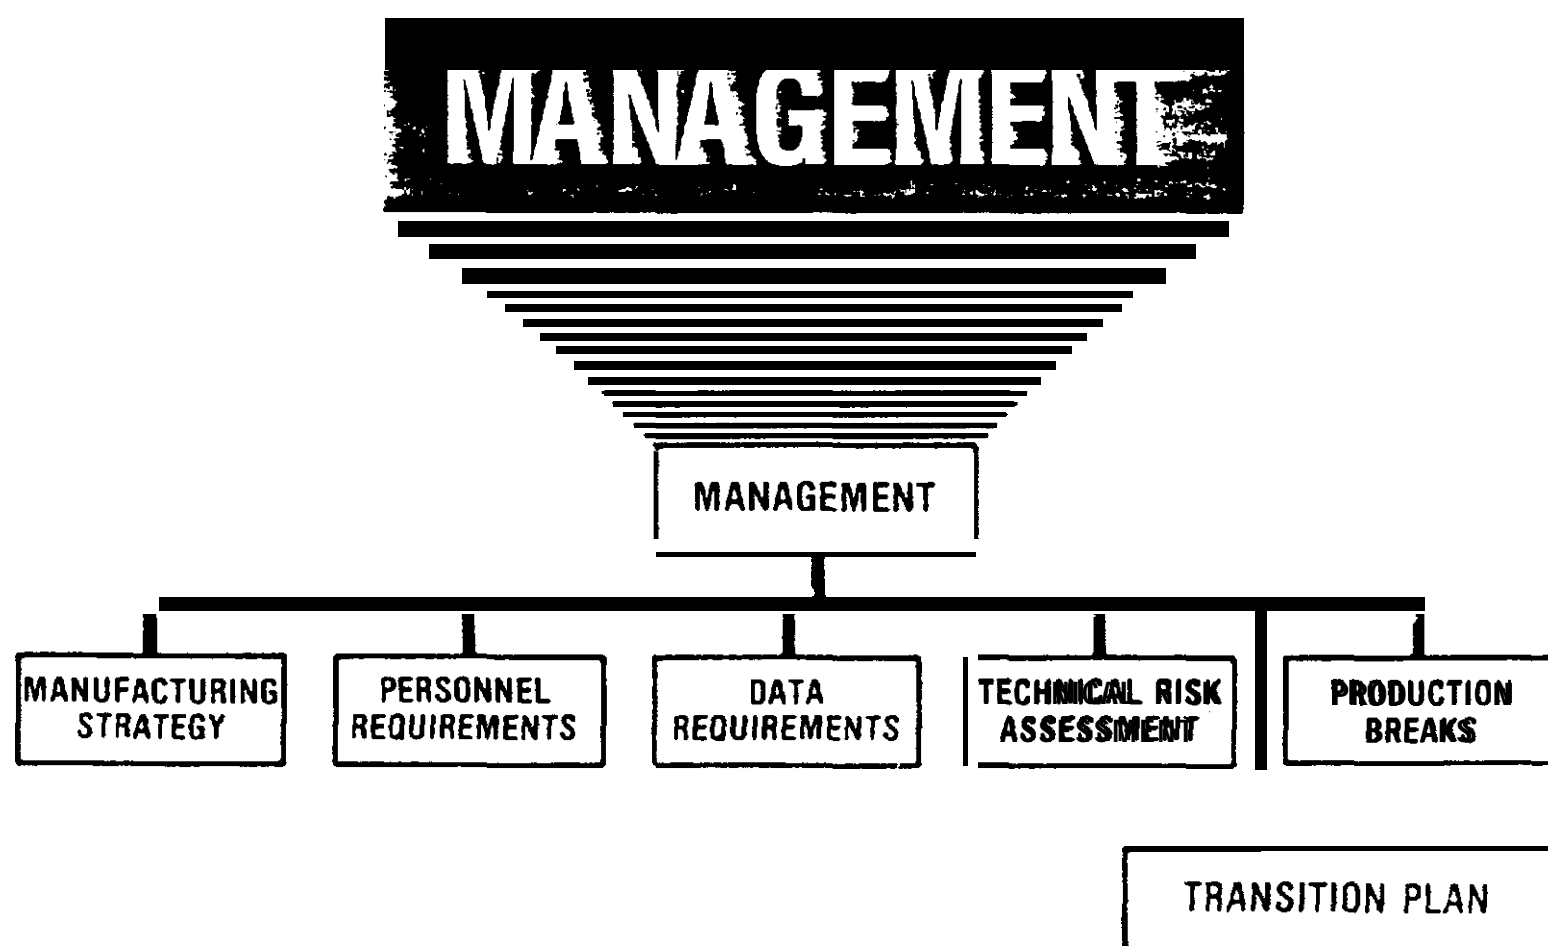 MANAGEMENT
MANAGEMENT
MANUFACTURING
STRATEGY
PERSONNEL
REQUIREMENTS
DATA
REQUIREMENTS
TECHNICAL RISK
ASSESSMENT
PRODUCTION
BREAKS
TRANSITION PLAN